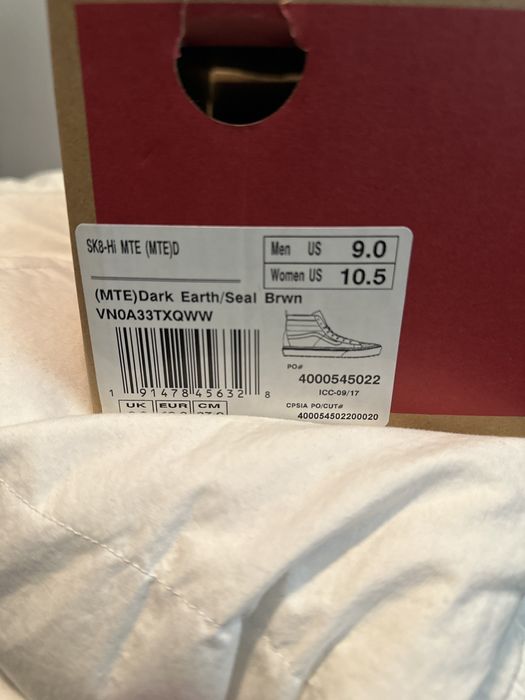 SK8-Hi MTE (MTE)D
Men US 9.0
Women US 10.5
(MTE)Dark Earth/Seal Brwn
VN0A33TXQWW
PO#
4000545022
ICC-09/17
1 91478 45632 8
CPSIA PO/CUT#
400054502200020
UK EUR CM